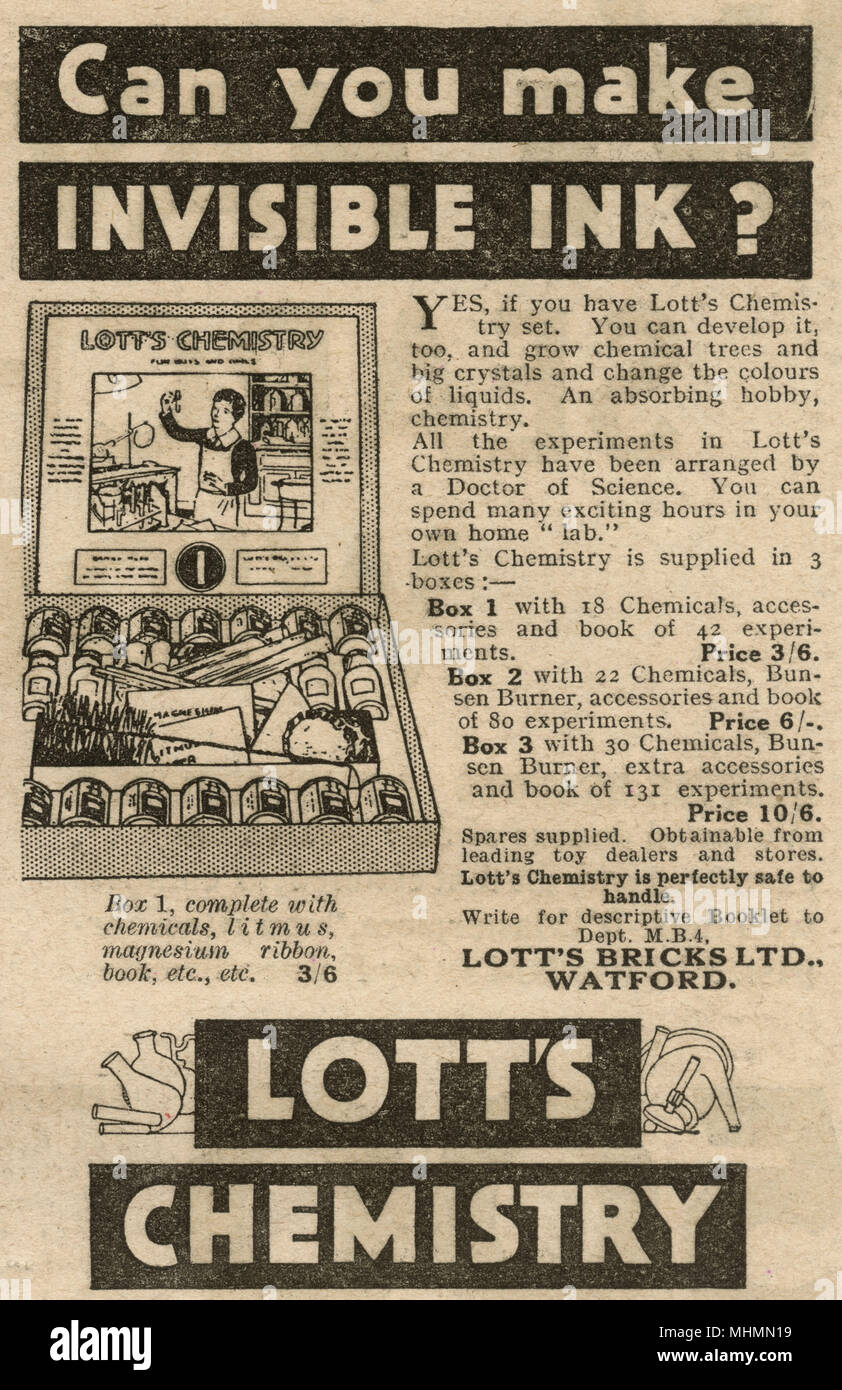 Can you make
INVISIBLE INK?
LOTT'S CHEMISTRY
FOR BOYS AND GIRLS
1
MAGNESIUM
LITMUS
YES, if you have Lott's Chemis-
try set. You can develop it,
too, and grow chemical trees and
big crystals and change the colours
of liquids. An absorbing hobby,
chemistry.
All the experiments in Lott's
Chemistry have been arranged by
a Doctor of Science. You can
spend many exciting hours in your
own home "lab."
Lott's Chemistry is supplied in 3
boxes:—
Box 1 with 18 Chemicals, acces-
sories and book of 42 experi-
ments. Price 3/6.
Box 2 with 22 Chemicals, Bun-
sen Burner, accessories and book
of 80 experiments. Price 6/-.
Box 3 with 30 Chemicals, Bun-
sen Burner, extra accessories
and book of 131 experiments.
Price 10/6.
Spares supplied. Obtainable from
leading toy dealers and stores.
Lott's Chemistry is perfectly safe to
handle.
Write for descriptive Booklet to
Dept. M.B.4,
LOTT'S BRICKS LTD.,
WATFORD.
Box 1, complete with
chemicals, litmus,
magnesium ribbon,
book, etc., etc. 3/6
LOTT'S
CHEMISTRY
alamy
Image ID: MHMN19
www.alamy.com